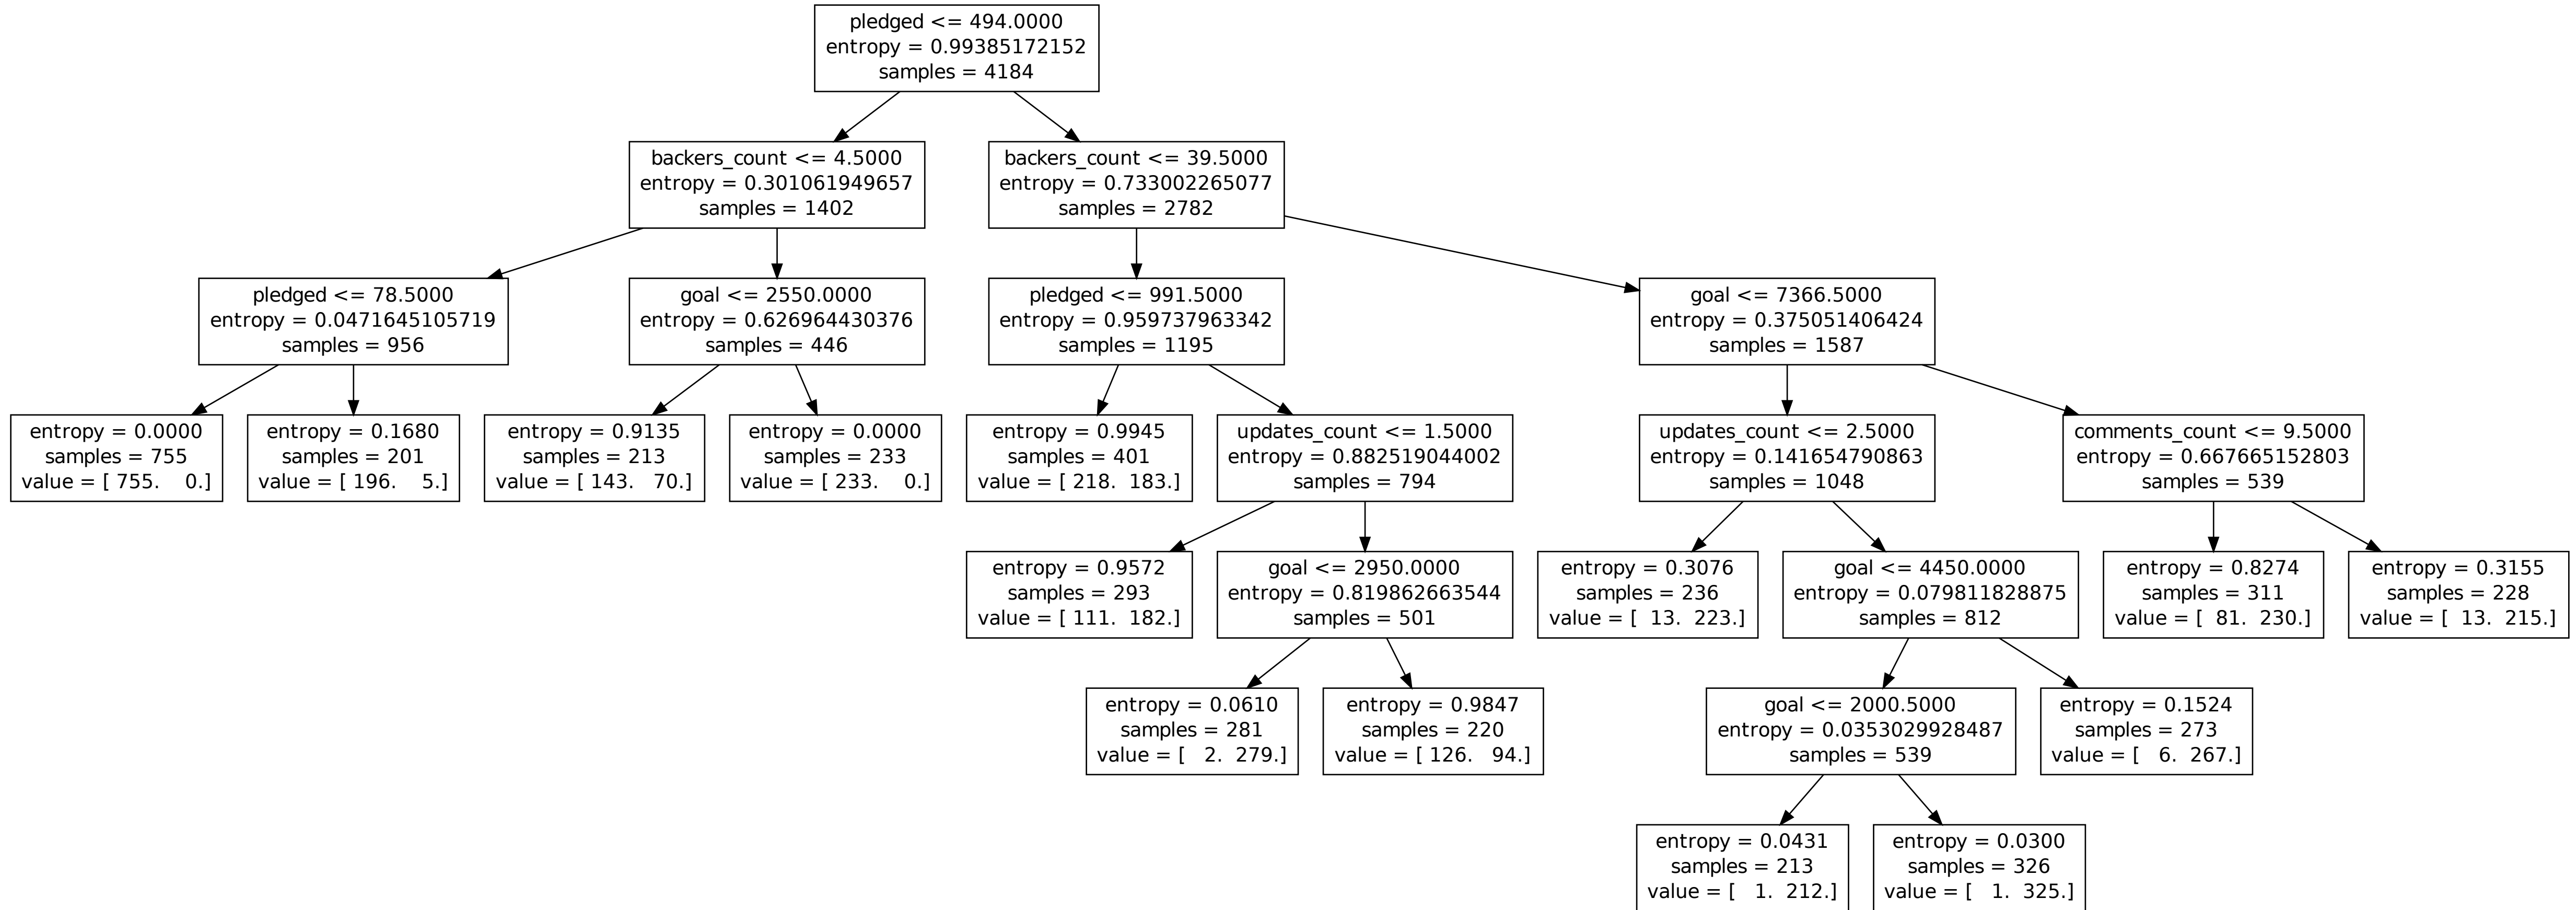 pledged <= 494.0000
entropy = 0.99385172152
samples = 4184
backers_count <= 4.5000
entropy = 0.301061949657
samples = 1402
backers_count <= 39.5000
entropy = 0.733002265077
samples = 2782
pledged <= 78.5000
entropy = 0.0471645105719
samples = 956
goal <= 2550.0000
entropy = 0.626964430376
samples = 446
pledged <= 991.5000
entropy = 0.959737963342
samples = 1195
goal <= 7366.5000
entropy = 0.375051406424
samples = 1587
entropy = 0.0000
samples = 755
value = [ 755.    0.]
entropy = 0.1680
samples = 201
value = [ 196.    5.]
entropy = 0.9135
samples = 213
value = [ 143.   70.]
entropy = 0.0000
samples = 233
value = [ 233.    0.]
entropy = 0.9945
samples = 401
value = [ 218.  183.]
updates_count <= 1.5000
entropy = 0.882519044002
samples = 794
updates_count <= 2.5000
entropy = 0.141654790863
samples = 1048
comments_count <= 9.5000
entropy = 0.667665152803
samples = 539
entropy = 0.9572
samples = 293
value = [ 111.  182.]
goal <= 2950.0000
entropy = 0.819862663544
samples = 501
entropy = 0.3076
samples = 236
value = [  13.  223.]
goal <= 4450.0000
entropy = 0.079811828875
samples = 812
entropy = 0.8274
samples = 311
value = [  81.  230.]
entropy = 0.3155
samples = 228
value = [  13.  215.]
entropy = 0.0610
samples = 281
value = [   2.  279.]
entropy = 0.9847
samples = 220
value = [ 126.   94.]
goal <= 2000.5000
entropy = 0.0353029928487
samples = 539
entropy = 0.1524
samples = 273
value = [   6.  267.]
entropy = 0.0431
samples = 213
value = [   1.  212.]
entropy = 0.0300
samples = 326
value = [   1.  325.]